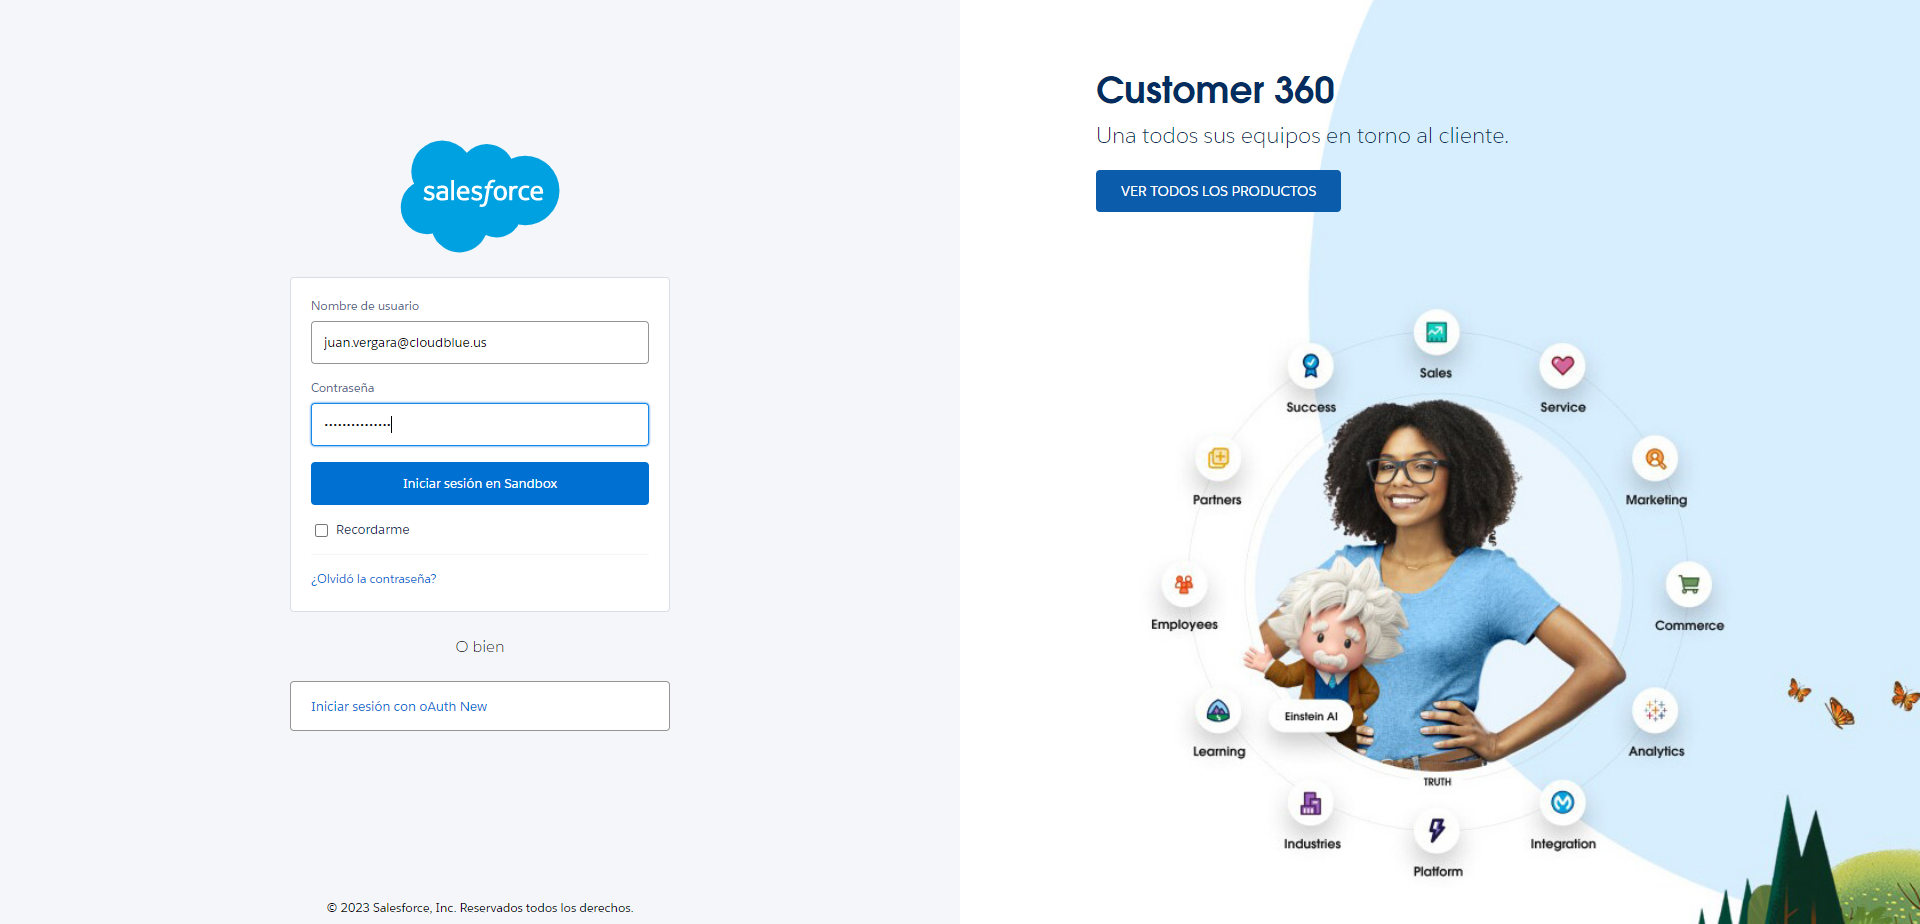 salesforce
Nombre de usuario
juan.vergara@cloudblue.us
Contraseña
Iniciar sesión en Sandbox
Recordarme
¿Olvidó la contraseña?
O bien
Iniciar sesión con oAuth New
© 2023 Salesforce, Inc. Reservados todos los derechos.
Customer 360
Una todos sus equipos en torno al cliente.
VER TODOS LOS PRODUCTOS
Sales
Success
Service
Partners
Marketing
Employees
Commerce
Einstein AI
Learning
Analytics
TRUTH
Industries
Integration
Platform